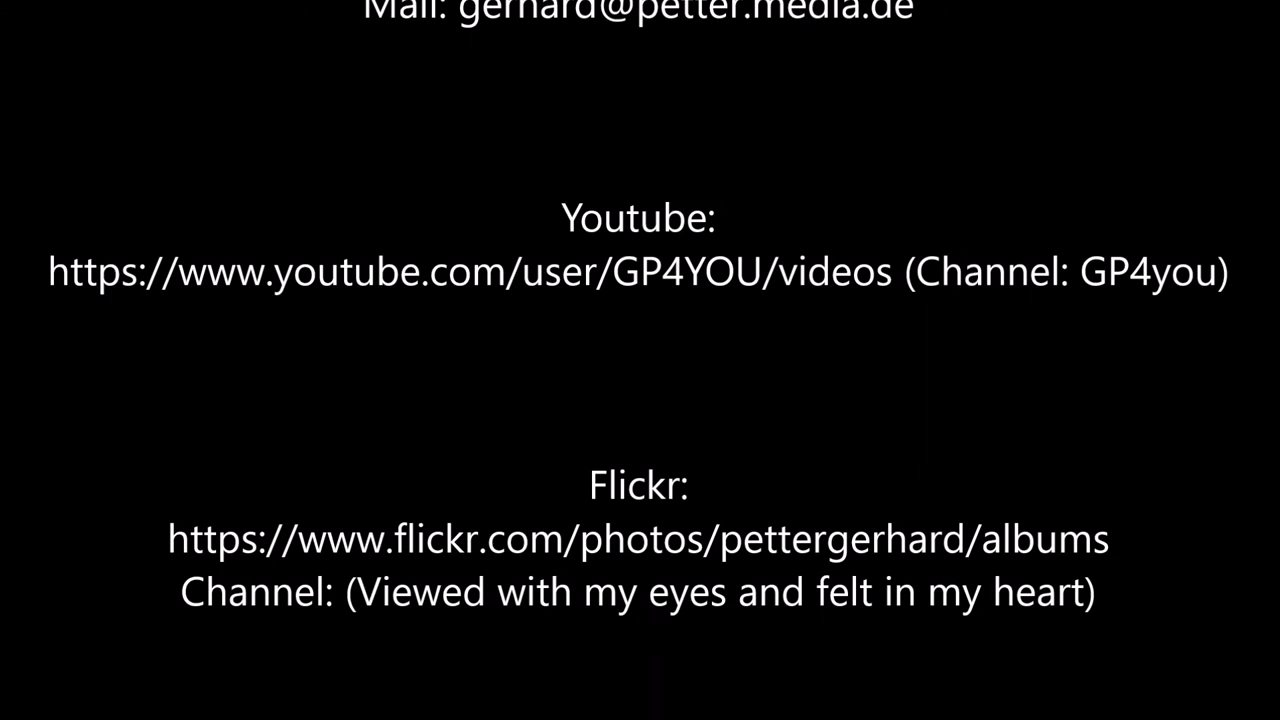 Mail: gerhard@petter.media.de
Youtube:
https://www.youtube.com/user/GP4YOU/videos (Channel: GP4you)
Flickr:
https://www.flickr.com/photos/pettergerhard/albums
Channel: (Viewed with my eyes and felt in my heart)